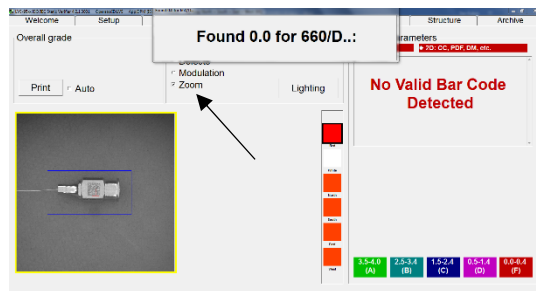 Welcome
Setup
Structure
Archive
Overall grade
Found 0.0 for 660/D..:
2D: CC, PDF, DM, etc.
Defects
Modulation
Zoom
Print
Auto
Lighting
No Valid Bar Code
Detected
3.5-4.0
(A)
2.5-3.4
(B)
1.5-2.4
(C)
0.5-1.4
(D)
0.0-0.4
(F)